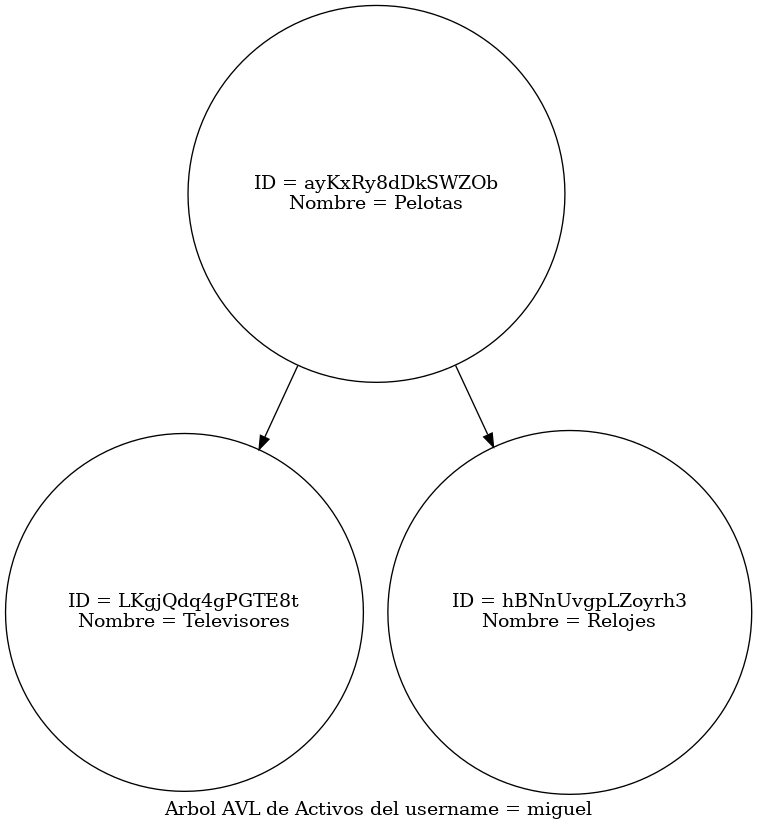 ID = ayKxRy8dDkSWZOb
Nombre = Pelotas
ID = LKgjQdq4gPGTE8t
Nombre = Televisores
ID = hBNnUvgpLZoyrh3
Nombre = Relojes
Arbol AVL de Activos del username = miguel